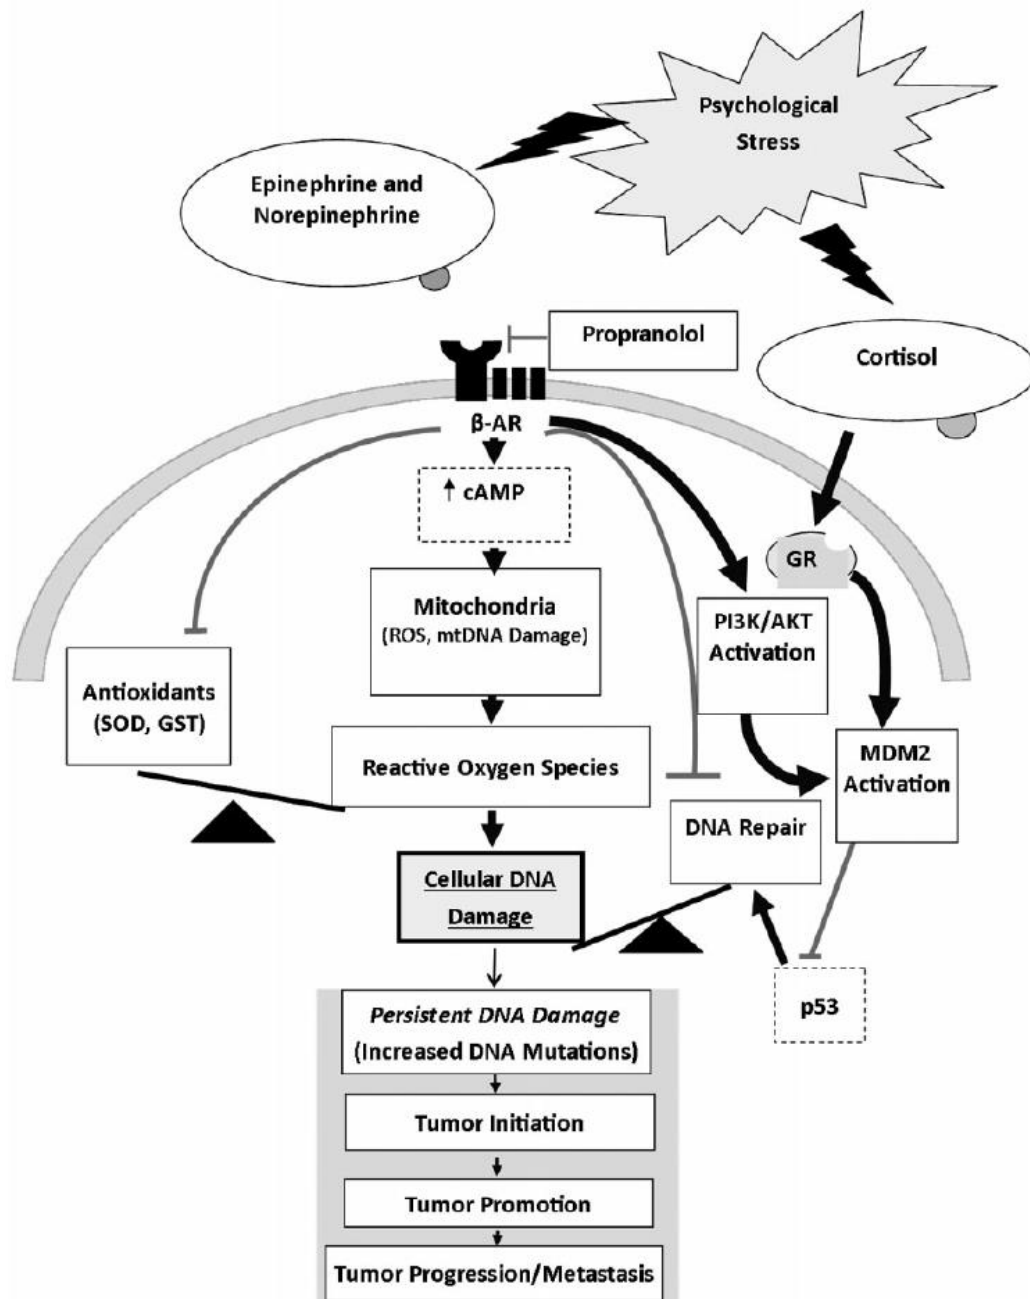 Psychological
Stress
Epinephrine and
Norepinephrine
Propranolol
Cortisol
β-AR
↑ cAMP
GR
Mitochondria
(ROS, mtDNA Damage)
PI3K/AKT
Activation
Antioxidants
(SOD, GST)
Reactive Oxygen Species
MDM2
Activation
DNA Repair
Cellular DNA
Damage
p53
Persistent DNA Damage
(Increased DNA Mutations)
Tumor Initiation
Tumor Promotion
Tumor Progression/Metastasis